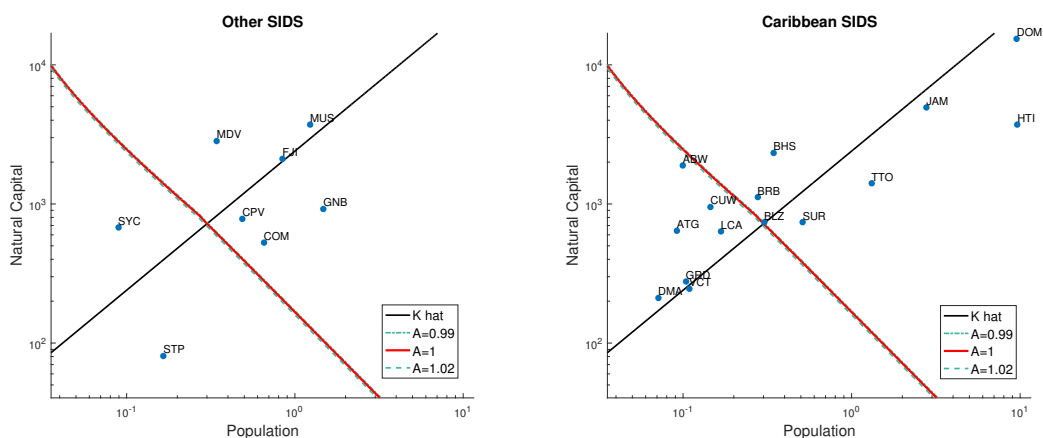 Other SIDS
Natural Capital
10^4
10^3
10^2
MDV
MUS
FJI
SYC
CPV
GNB
COM
STP
K hat
A=0.99
A=1
A=1.02
10^-1
10^0
10^1
Population
Caribbean SIDS
Natural Capital
10^4
10^3
10^2
DOM
JAM
HTI
ABW
BHS
TTO
CUW
BRB
ATG
LCA
BLZ
SUR
GRD
VCT
DMA
K hat
A=0.99
A=1
A=1.02
10^-1
10^0
10^1
Population